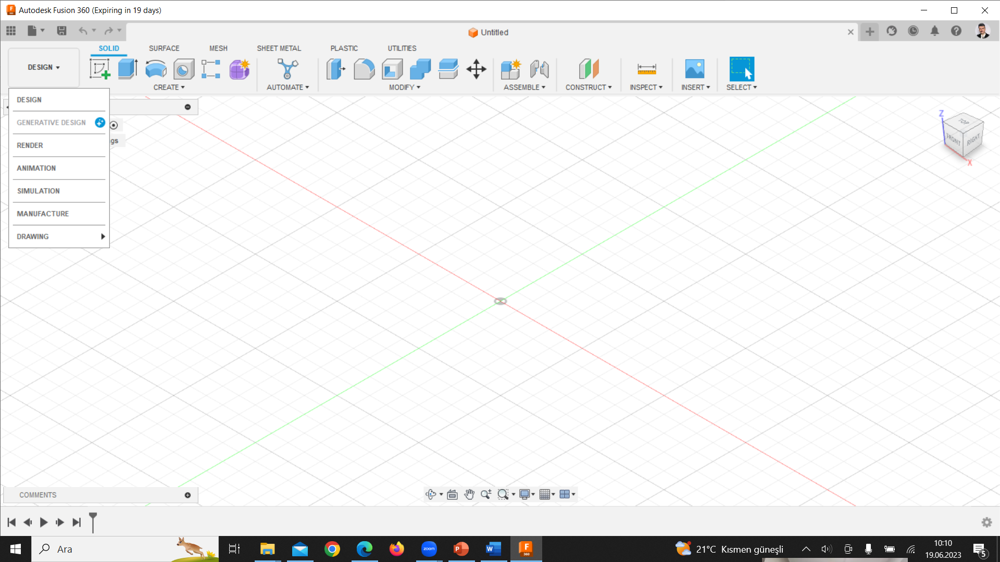 Autodesk Fusion 360 (Expiring in 19 days)
Untitled
SOLID SURFACE MESH SHEET METAL PLASTIC UTILITIES
DESIGN
CREATE AUTOMATE MODIFY ASSEMBLE CONSTRUCT INSPECT INSERT SELECT
DESIGN
GENERATIVE DESIGN
gs
RENDER
ANIMATION
SIMULATION
MANUFACTURE
DRAWING
Z
TOP
FRONT RIGHT
X
COMMENTS
Ara
zoom
P
W
F
360
21°C Kısmen güneşli
10:10
19.06.2023
5